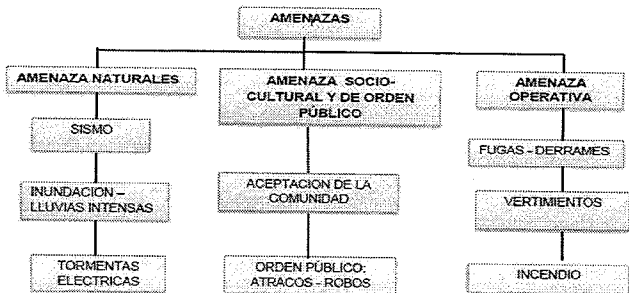 AMENAZAS
AMENAZA NATURALES
SISMO
INUNDACION –
LLUVIAS INTENSAS
TORMENTAS
ELECTRICAS
AMENAZA SOCIO-
CULTURAL Y DE ORDEN
PÚBLICO
ACEPTACION DE LA
COMUNIDAD
ORDEN PÚBLICO:
ATRACOS - ROBOS
AMENAZA
OPERATIVA
FUGAS - DERRAMES
VERTIMIENTOS
INCENDIO